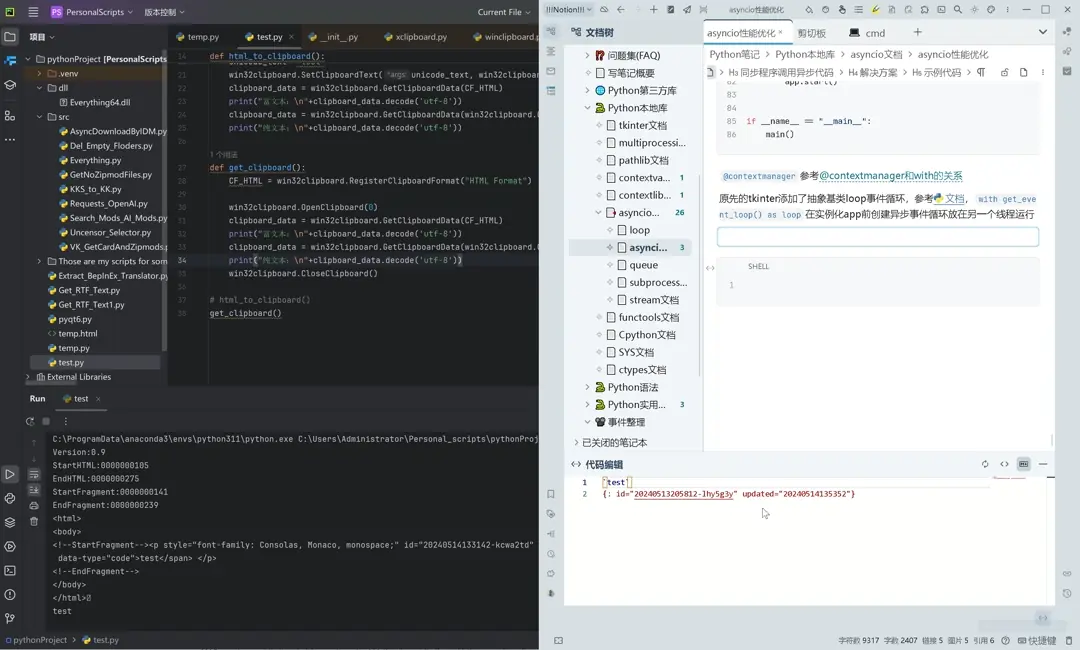 PS PersonalScripts
版本控制
Current File
项目
temp.py
test.py
__init__.py
xclipboard.py
winclipboard.
pythonProject [PersonalScripts
.venv
dll
Everything64.dll
src
AsyncDownloadByIDM.py
Del_Empty_Floders.py
Everything.py
GetNoZipmodFiles.py
KKS_to_KK.py
Requests_OpenAI.py
Search_Mods_AI_Mods.py
Uncensor_Selector.py
VK_GetCardAndZipmods.
Those are my scripts for som
Extract_BepInEx_Translator.py
Get_RTF_Text.py
Get_RTF_Text1.py
pyqt6.py
temp.html
temp.py
test.py
External Libraries
14 def html_to_clipboard():
21 win32clipboard.SetClipboardText( *args: unicode_text, win32clipboard
22 clipboard_data = win32clipboard.GetClipboardData(CF_HTML)
23 print("富文本：\n"+clipboard_data.decode('utf-8'))
24 clipboard_data = win32clipboard.GetClipboardData(win32clipboard.
25 print("纯文本：\n"+clipboard_data.decode('utf-8'))
26
1 个用法
27 def get_clipboard():
28 CF_HTML = win32clipboard.RegisterClipboardFormat("HTML Format")
30 win32clipboard.OpenClipboard(0)
31 clipboard_data = win32clipboard.GetClipboardData(CF_HTML)
32 print("富文本：\n"+clipboard_data.decode('utf-8'))
33 clipboard_data = win32clipboard.GetClipboardData(win32clipboard.
34 print("纯文本：\n"+clipboard_data.decode('utf-8'))
35 win32clipboard.CloseClipboard()
36
37 # html_to_clipboard()
38 get_clipboard()
Run
test
C:\ProgramData\anaconda3\envs\python311\python.exe C:\Users\Administrator\Personal_scripts\pythonProj
Version:0.9
StartHTML:0000000105
EndHTML:0000000275
StartFragment:0000000141
EndFragment:0000000239
<html>
<body>
<!--StartFragment--><p style="font-family: Consolas, Monaco, monospace;" id="20240514133142-kcwa2td"
data-type="code">test</span> </p>
<!--EndFragment-->
</body>
</html>
test
pythonProject > test.py
!!!Notion!!!
asyncio性能优化
文档树
问题集(FAQ)
写笔记概要
Python第三方库
Python本地库
tkinter文档
multiprocessi...
pathlib文档
contextva... 1
contextlib... 1
asyncio... 26
loop
asynci... 3
queue
subprocess...
stream文档
functools文档
Cpython文档
SYS文档
ctypes文档
Python语法
Python实用... 3
事件整理
已关闭的笔记本
asyncio性能优化
剪切板
cmd
Python笔记 > Python本地库 > asyncio文档 > asyncio性能优化
H3 同步程序调用异步代码 > H4 解决方案 > H5 示例代码
82 app.start()
83
84
85 if __name__ == "__main__":
86 main()
@contextmanager 参考@contextmanager和with的关系
原先的tkinter添加了抽象基类loop事件循环，参考文档，with get_eve
nt_loop() as loop 在实例化app前创建异步事件循环放在另一个线程运行
SHELL
1
代码编辑
1 `test`
2 {: id="20240513205812-lhy5g3y" updated="20240514135352"}
字符数 9317 字数 2407 链接 5 图片 5 引用 6
快捷键